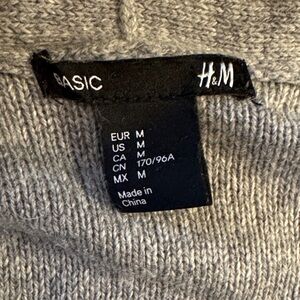 BASIC H&M
EUR M
US M
CA M
CN 170/96A
MX M
Made in
China